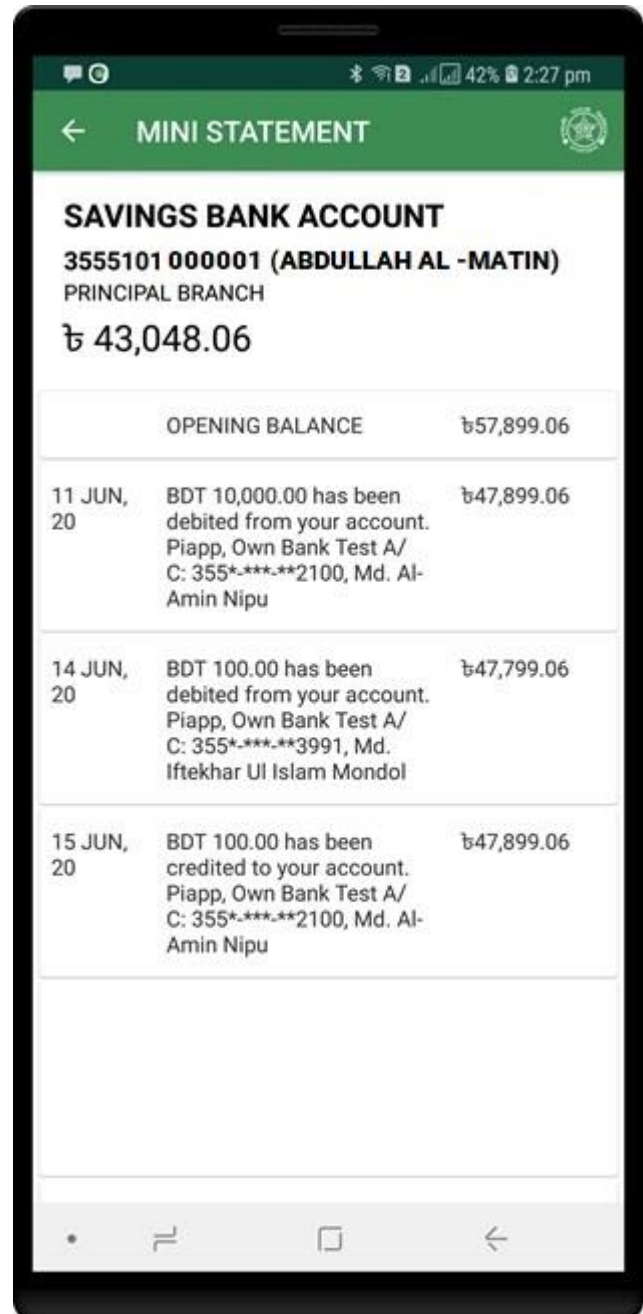 42% 2:27 pm
MINI STATEMENT
SAVINGS BANK ACCOUNT
3555101 000001 (ABDULLAH AL -MATIN)
PRINCIPAL BRANCH
৳ 43,048.06
OPENING BALANCE ৳57,899.06
11 JUN, BDT 10,000.00 has been ৳47,899.06
20 debited from your account.
Piapp, Own Bank Test A/
C: 355*-***-**2100, Md. Al-
Amin Nipu
14 JUN, BDT 100.00 has been ৳47,799.06
20 debited from your account.
Piapp, Own Bank Test A/
C: 355*-***-**3991, Md.
Iftekhar Ul Islam Mondol
15 JUN, BDT 100.00 has been ৳47,899.06
20 credited to your account.
Piapp, Own Bank Test A/
C: 355*-***-**2100, Md. Al-
Amin Nipu